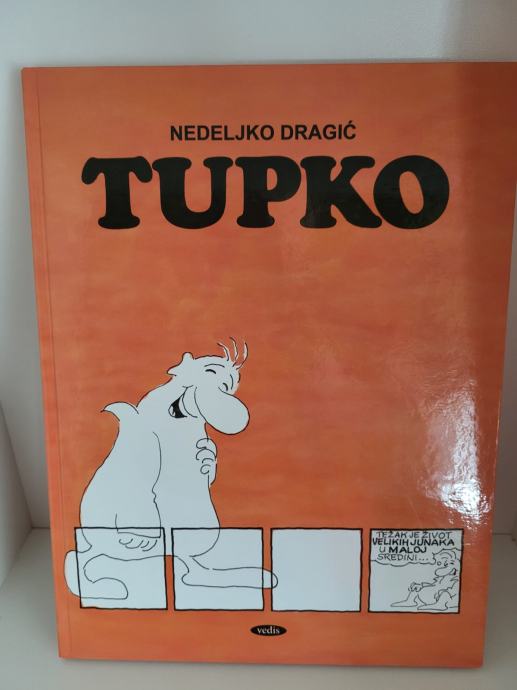 NEDELJKO DRAGIĆ
TUPKO
TEŽAK JE ŽIVOT
VELIKIH JUNAKA
U MALOJ
SREDINI...
vedis